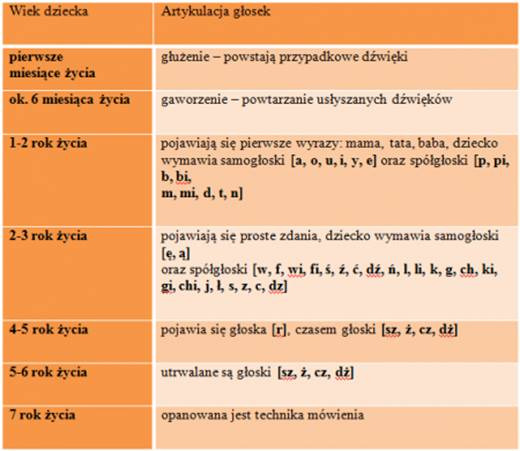 Wiek dziecka Artykulacja głosek
pierwsze
miesiące życia
głużenie – powstają przypadkowe dźwięki
ok. 6 miesiąca życia gaworzenie – powtarzanie usłyszanych dźwięków
1-2 rok życia pojawiają się pierwsze wyrazy: mama, tata, baba, dziecko
wymawia samogłoski [a, o, u, i, y, e] oraz spółgłoski [p, pi,
b, bi,
m, mi, d, t, n]
2-3 rok życia pojawiają się proste zdania, dziecko wymawia samogłoski
[ę, ą]
oraz spółgłoski [w, f, wi, fi, ś, ź, ć, dź, ń, l, li, k, g, ch, ki,
gi, chi, j, ł, s, z, c, dz]
4-5 rok życia pojawia się głoska [r], czasem głoski [sz, ż, cz, dż]
5-6 rok życia utrwalane są głoski [sz, ż, cz, dż]
7 rok życia opanowana jest technika mówienia